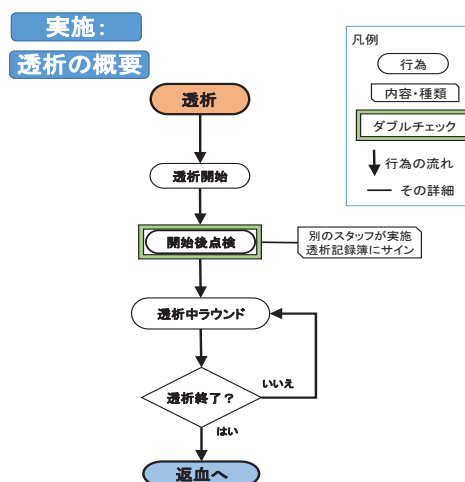 実施：
透析の概要
凡例
行為
内容・種類
ダブルチェック
行為の流れ
その詳細
透析
透析開始
開始後点検
別のスタッフが実施
透析記録簿にサイン
透析中ラウンド
透析終了？
いいえ
はい
返血へ